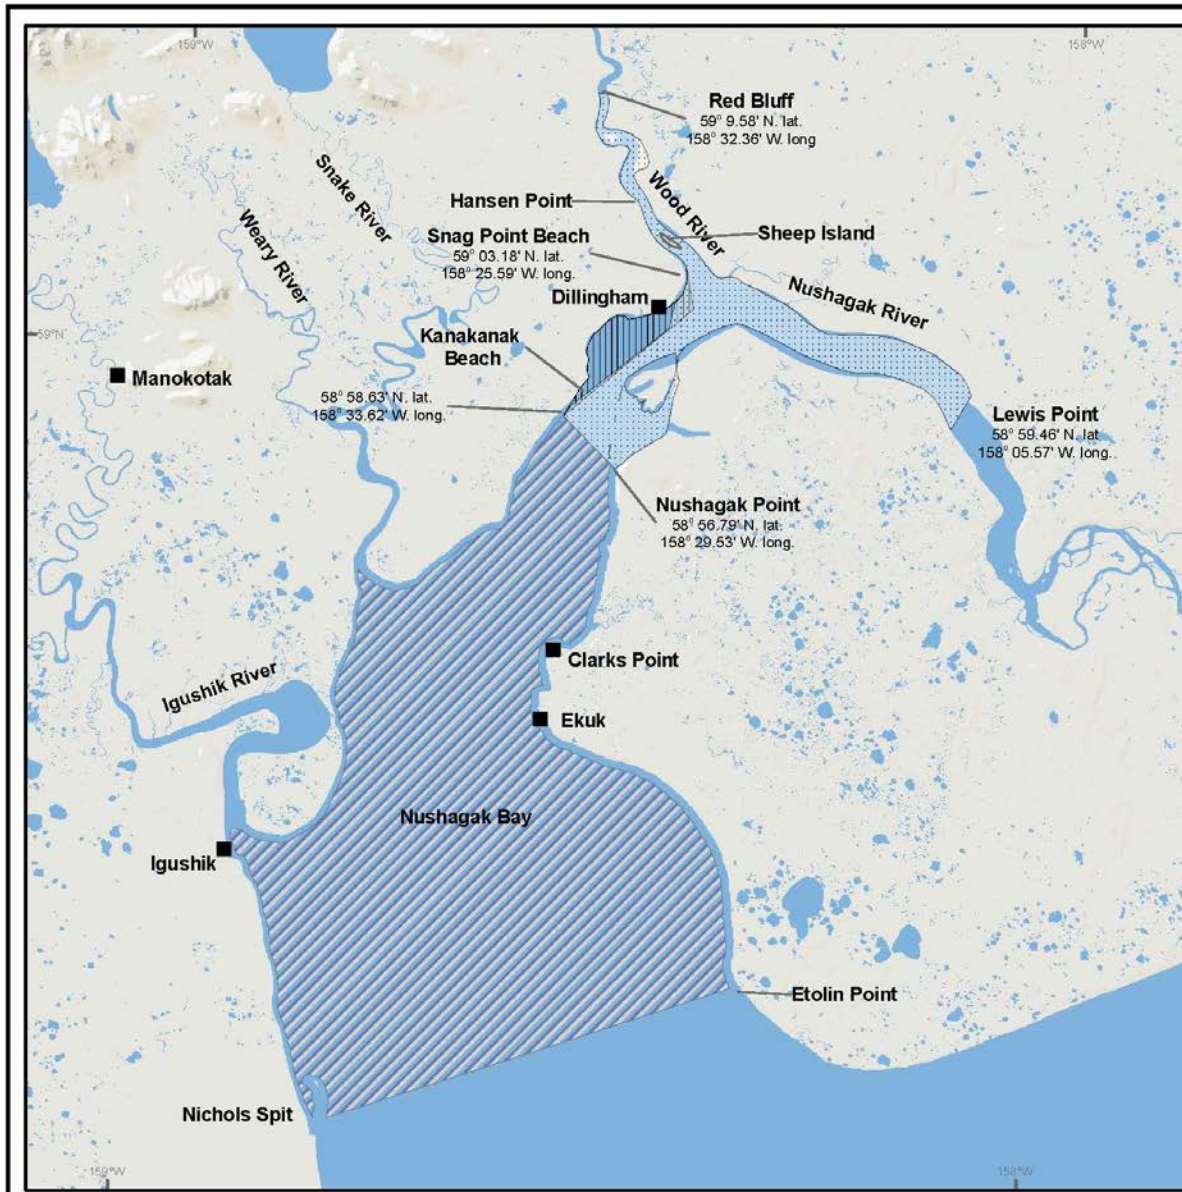 159°W
158°W
Red Bluff
59° 9.58' N. lat.
158° 32.36' W. long
Snake River
Wood River
Hansen Point
Weary River
Snag Point Beach
59° 03.18' N. lat.
158° 25.59' W. long.
Sheep Island
Nushagak River
Dillingham
59°N
Kanakanak
Beach
Manokotak
58° 58.63' N. lat.
158° 33.62' W. long.
Lewis Point
58° 59.46' N. lat
158° 05.57' W. long.
Nushagak Point
58° 56.79' N. lat.
158° 29.53' W. long.
Clarks Point
Igushik River
Ekuk
Nushagak Bay
Igushik
Etolin Point
Nichols Spit
159°W
158°W